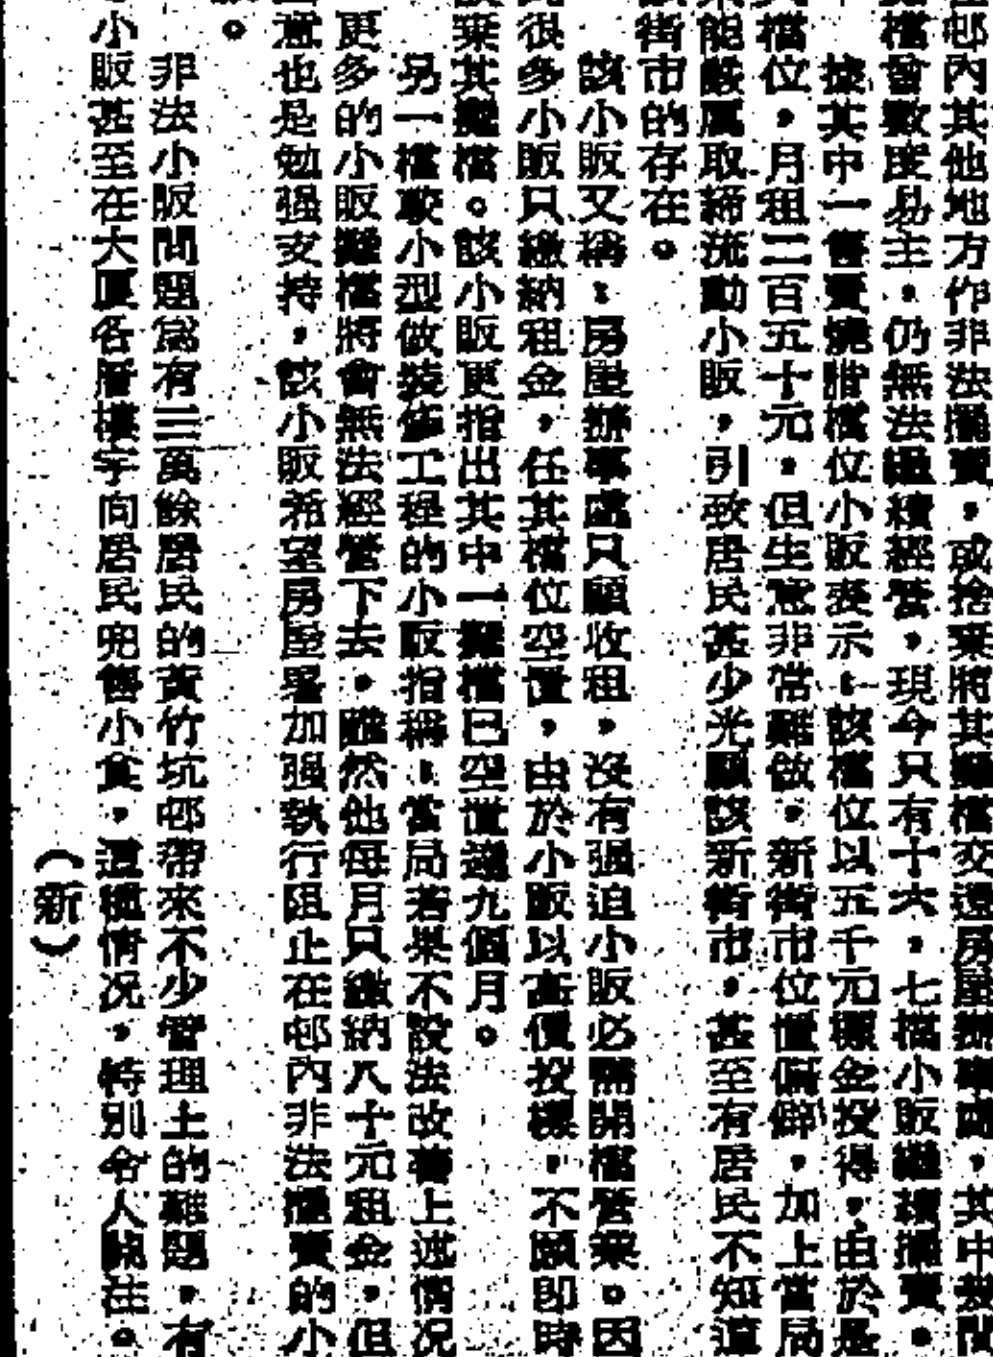 邨內其他地方作非法擺賣,或捨棄將其攤檔交還房屋辦事處,其中幾間
檔曾數度易主,仍無法繼續經營,現今只有十六、七檔小販繼續擺賣。
據其中一售賣燒腊檔位小販表示:該檔位以五千元標金投得,由於是
檔位,月租二百五十元,但生意非常難做,新街市位置偏僻,加上當局
能嚴厲取締流動小販,引致居民甚少光顧該新街市,甚至有居民不知道
街市的存在。
該小販又稱:房屋辦事處只顧收租,沒有强迫小販必需開檔營業。因
很多小販只繳納租金,任其檔位空置,由於小販以高價投標,不願即時
棄其攤檔。該小販更指出其中一攤檔已空置達九個月。
另一檔較小型做裝修工程的小販指稱:當局若果不設法改善上述情况
更多的小販攤檔將會無法經營下去,雖然他每月只繳納八十元租金,但
意也是勉强支持,該小販希望房屋署加强執行阻止在邨內非法擺賣的小
。
非法小販問題爲有三萬餘居民的黃竹坑邨帶來不少管理上的難題,有
小販甚至在大厦各層樓宇向居民兜售小食,這種情况,特別令人關注。
(新)